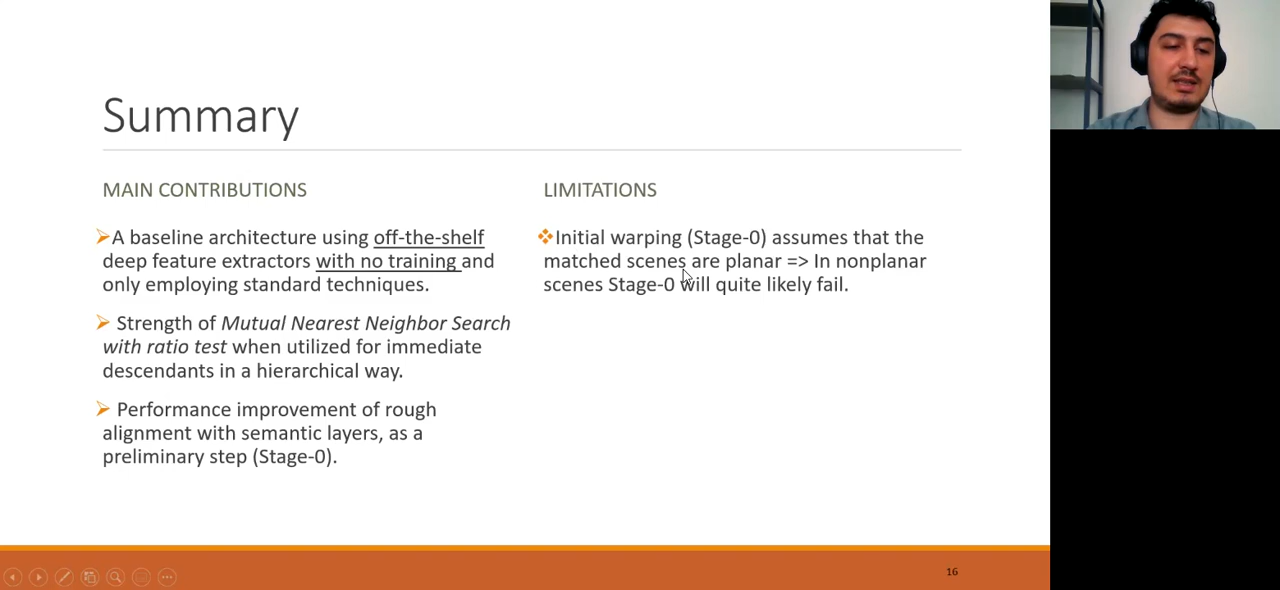 Summary
MAIN CONTRIBUTIONS
➢A baseline architecture using off-the-shelf
deep feature extractors with no training and
only employing standard techniques.
➢ Strength of Mutual Nearest Neighbor Search
with ratio test when utilized for immediate
descendants in a hierarchical way.
➢ Performance improvement of rough
alignment with semantic layers, as a
preliminary step (Stage-0).
LIMITATIONS
❖Initial warping (Stage-0) assumes that the
matched scenes are planar => In nonplanar
scenes Stage-0 will quite likely fail.
16